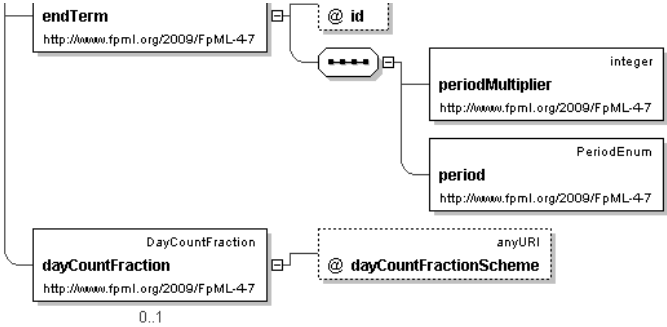 endTerm
http://www.fpml.org/2009/FpML-4-7
@ id
integer
periodMultiplier
http://www.fpml.org/2009/FpML-4-7
PeriodEnum
period
http://www.fpml.org/2009/FpML-4-7
DayCountFraction
dayCountFraction
http://www.fpml.org/2009/FpML-4-7
0..1
anyURI
@ dayCountFractionScheme